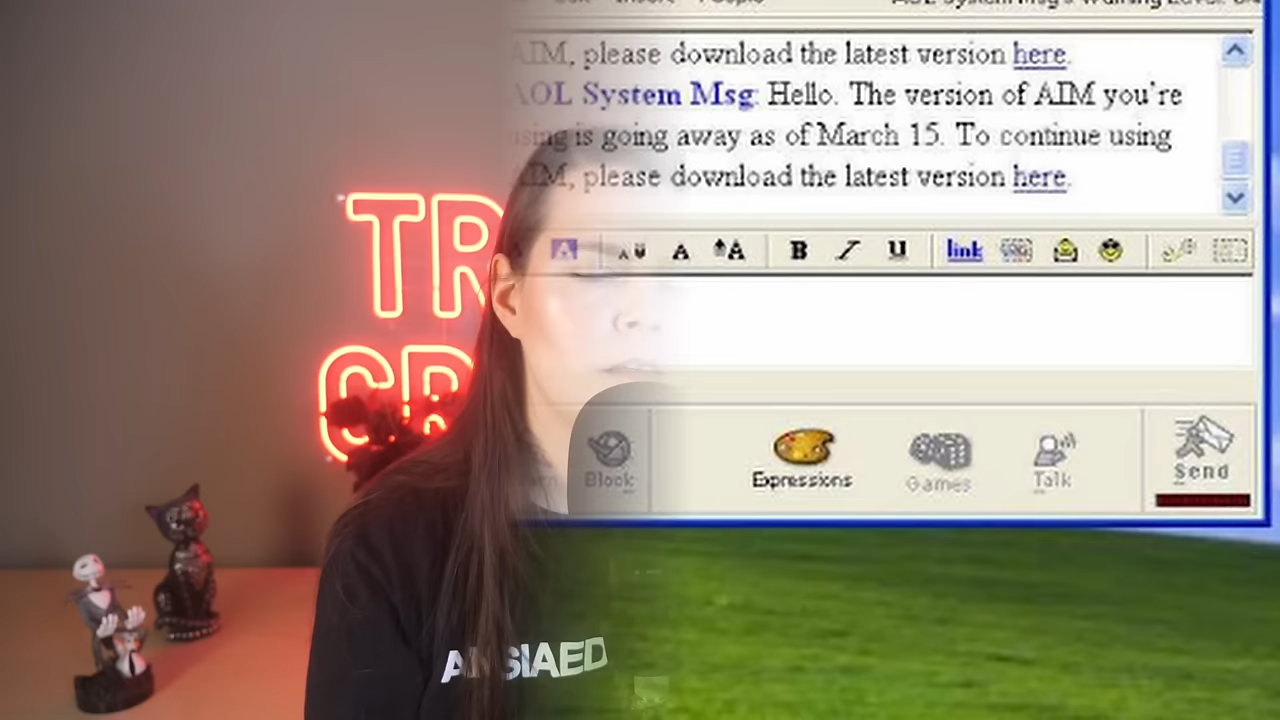 AIM, please download the latest version here.
AOL System Msg: Hello. The version of AIM you're
using is going away as of March 15. To continue using
AIM, please download the latest version here.
A A A B I U link
TR
CR
Block Expressions Games Talk Send